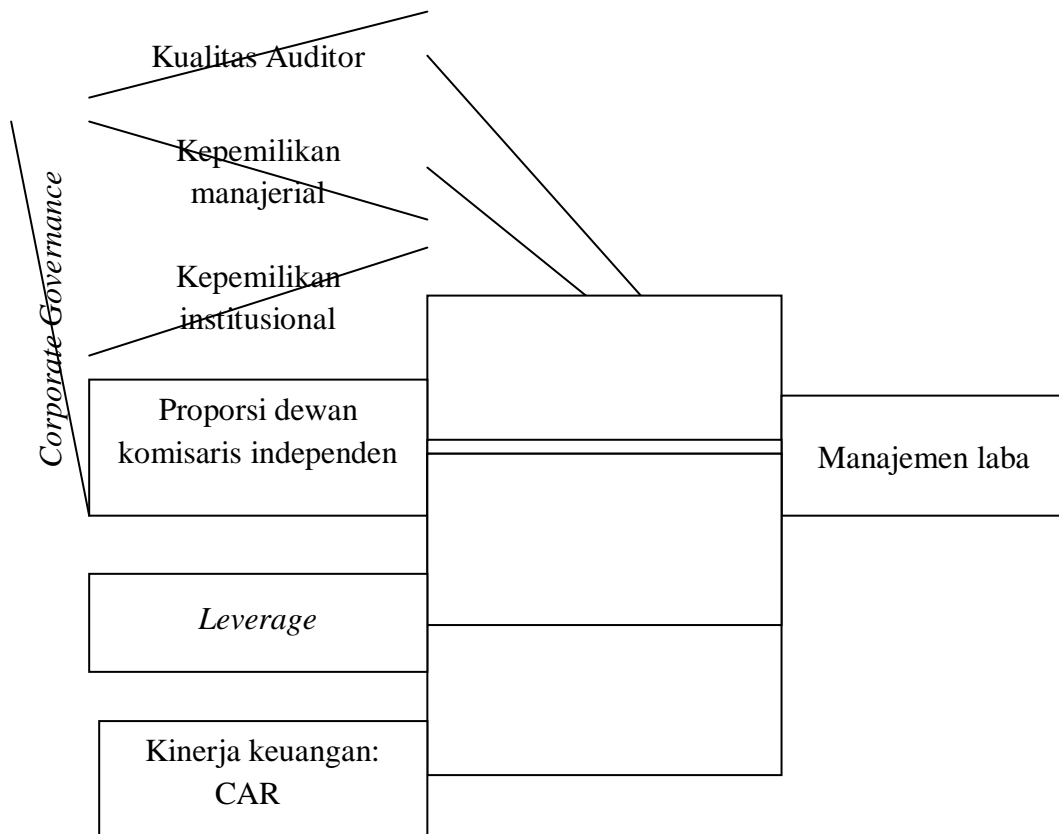 Kualitas Auditor
Kepemilikan
manajerial
Kepemilikan
institusional
Corporate Governance
Proporsi dewan
komisaris independen
Manajemen laba
Leverage
Kinerja keuangan:
CAR